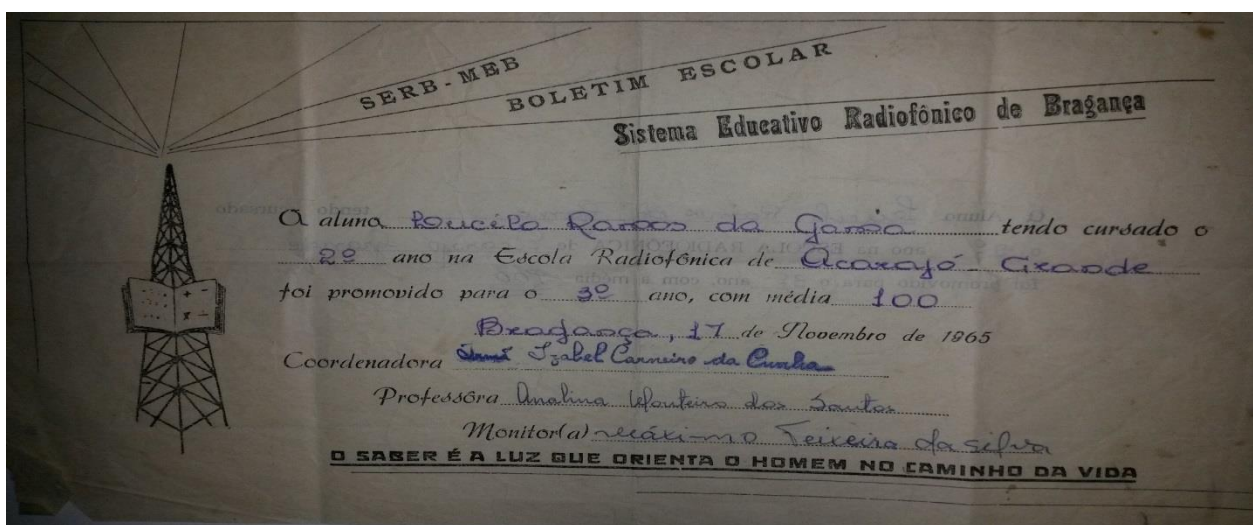 SERB - MEB
BOLETIM ESCOLAR
Sistema Educativo Radiofônico de Bragança
A aluna Loucila Ramos da Gama tendo cursado o
2º ano na Escola Radiofônica de Acarajó - Grande
foi promovido para o 3º ano, com média 100
Bragança, 17 de Novembro de 1965
Coordenadora Irmã Izabel Carneiro da Cunha
Professôra Analina Monteiro dos Santos
Monitor(a) Máximo Teixeira da silva
O SABER É A LUZ QUE ORIENTA O HOMEM NO CAMINHO DA VIDA